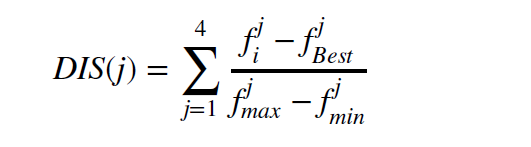 DIS(j) = \sum_{j=1}^{4} \frac{f_i^j - f_{Best}^j}{f_{max}^j - f_{min}^j}